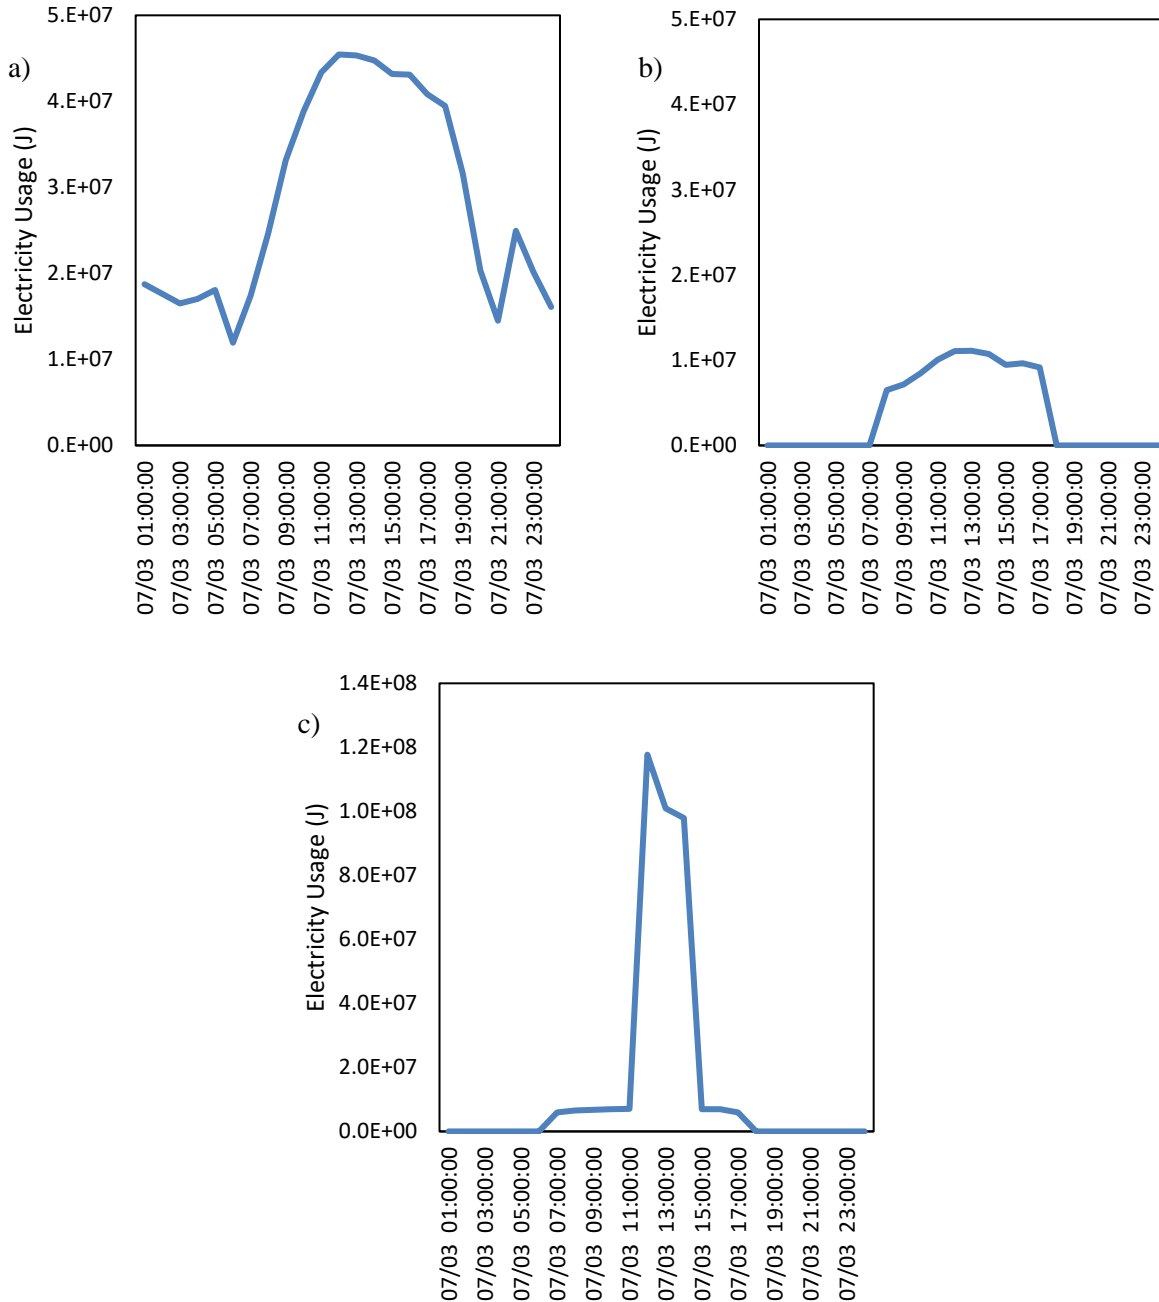 a)
Electricity Usage (J)
5.E+07
4.E+07
3.E+07
2.E+07
1.E+07
0.E+00
07/03 01:00:00
07/03 03:00:00
07/03 05:00:00
07/03 07:00:00
07/03 09:00:00
07/03 11:00:00
07/03 13:00:00
07/03 15:00:00
07/03 17:00:00
07/03 19:00:00
07/03 21:00:00
07/03 23:00:00
b)
Electricity Usage (J)
5.E+07
4.E+07
3.E+07
2.E+07
1.E+07
0.E+00
07/03 01:00:00
07/03 03:00:00
07/03 05:00:00
07/03 07:00:00
07/03 09:00:00
07/03 11:00:00
07/03 13:00:00
07/03 15:00:00
07/03 17:00:00
07/03 19:00:00
07/03 21:00:00
07/03 23:00:00
c)
Electricity Usage (J)
1.4E+08
1.2E+08
1.0E+08
8.0E+07
6.0E+07
4.0E+07
2.0E+07
0.0E+00
07/03 01:00:00
07/03 03:00:00
07/03 05:00:00
07/03 07:00:00
07/03 09:00:00
07/03 11:00:00
07/03 13:00:00
07/03 15:00:00
07/03 17:00:00
07/03 19:00:00
07/03 21:00:00
07/03 23:00:00